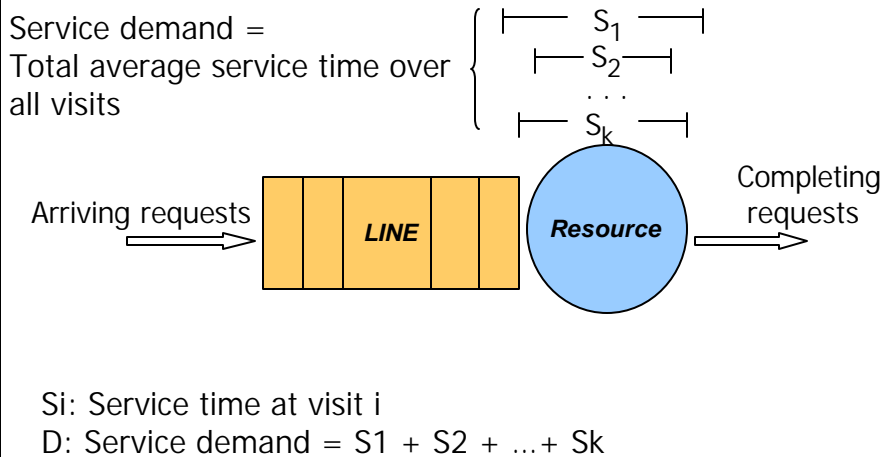 Service demand =
Total average service time over
all visits
S1
S2
. . .
Sk
Arriving requests
LINE
Resource
Completing
requests
Si: Service time at visit i
D: Service demand = S1 + S2 + ...+ Sk